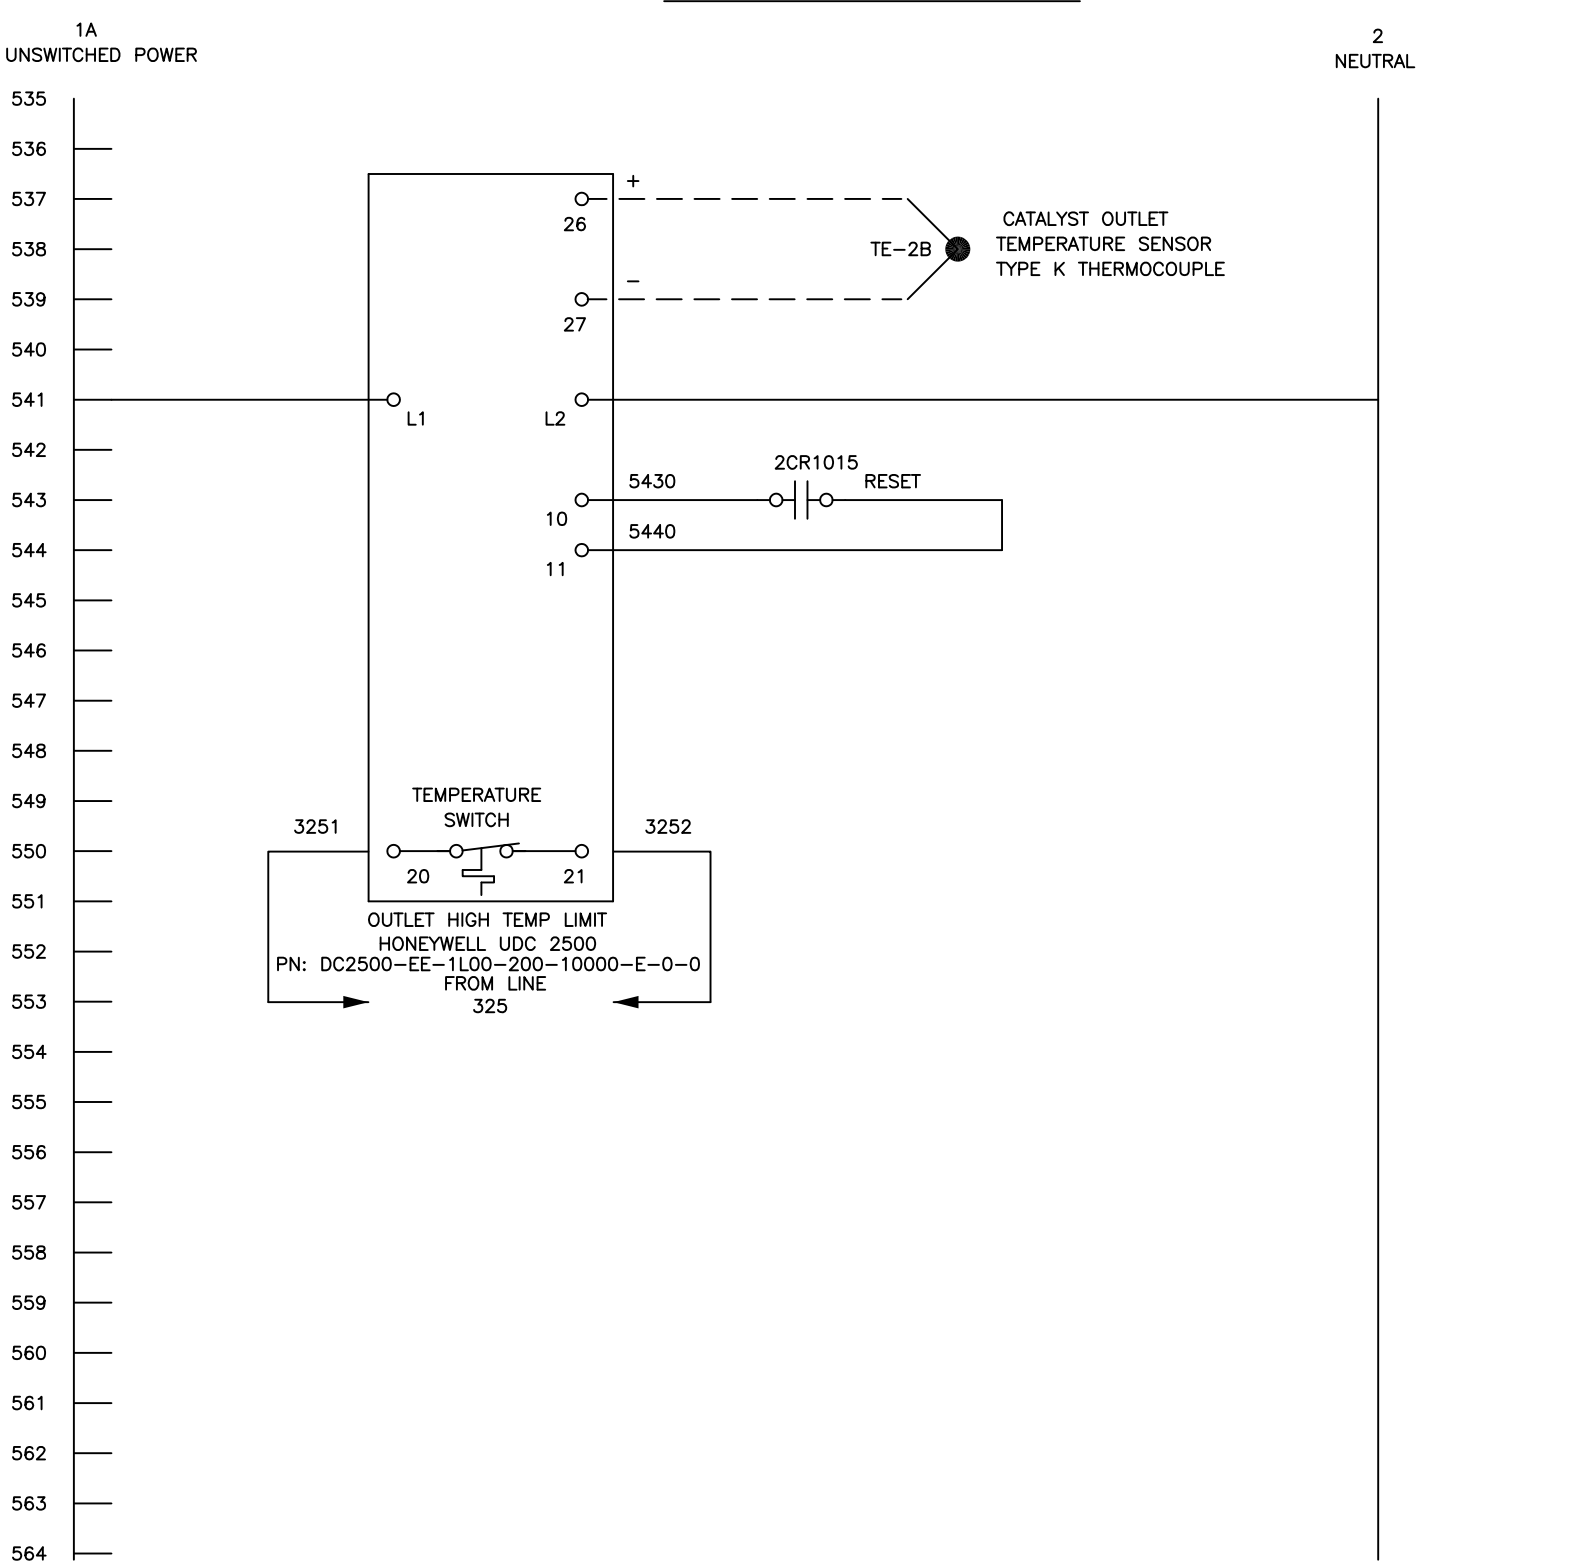 1A
UNSWITCHED POWER
2
NEUTRAL
535
536
537
538
539
540
541
542
543
544
545
546
547
548
549
550
551
552
553
554
555
556
557
558
559
560
561
562
563
564
+
26
CATALYST OUTLET
TEMPERATURE SENSOR
TYPE K THERMOCOUPLE
TE-2B
-
27
L1
L2
2CR1015
5430
RESET
10
5440
11
TEMPERATURE
SWITCH
3251
3252
20
21
OUTLET HIGH TEMP LIMIT
HONEYWELL UDC 2500
PN: DC2500-EE-1L00-200-10000-E-0-0
FROM LINE
325